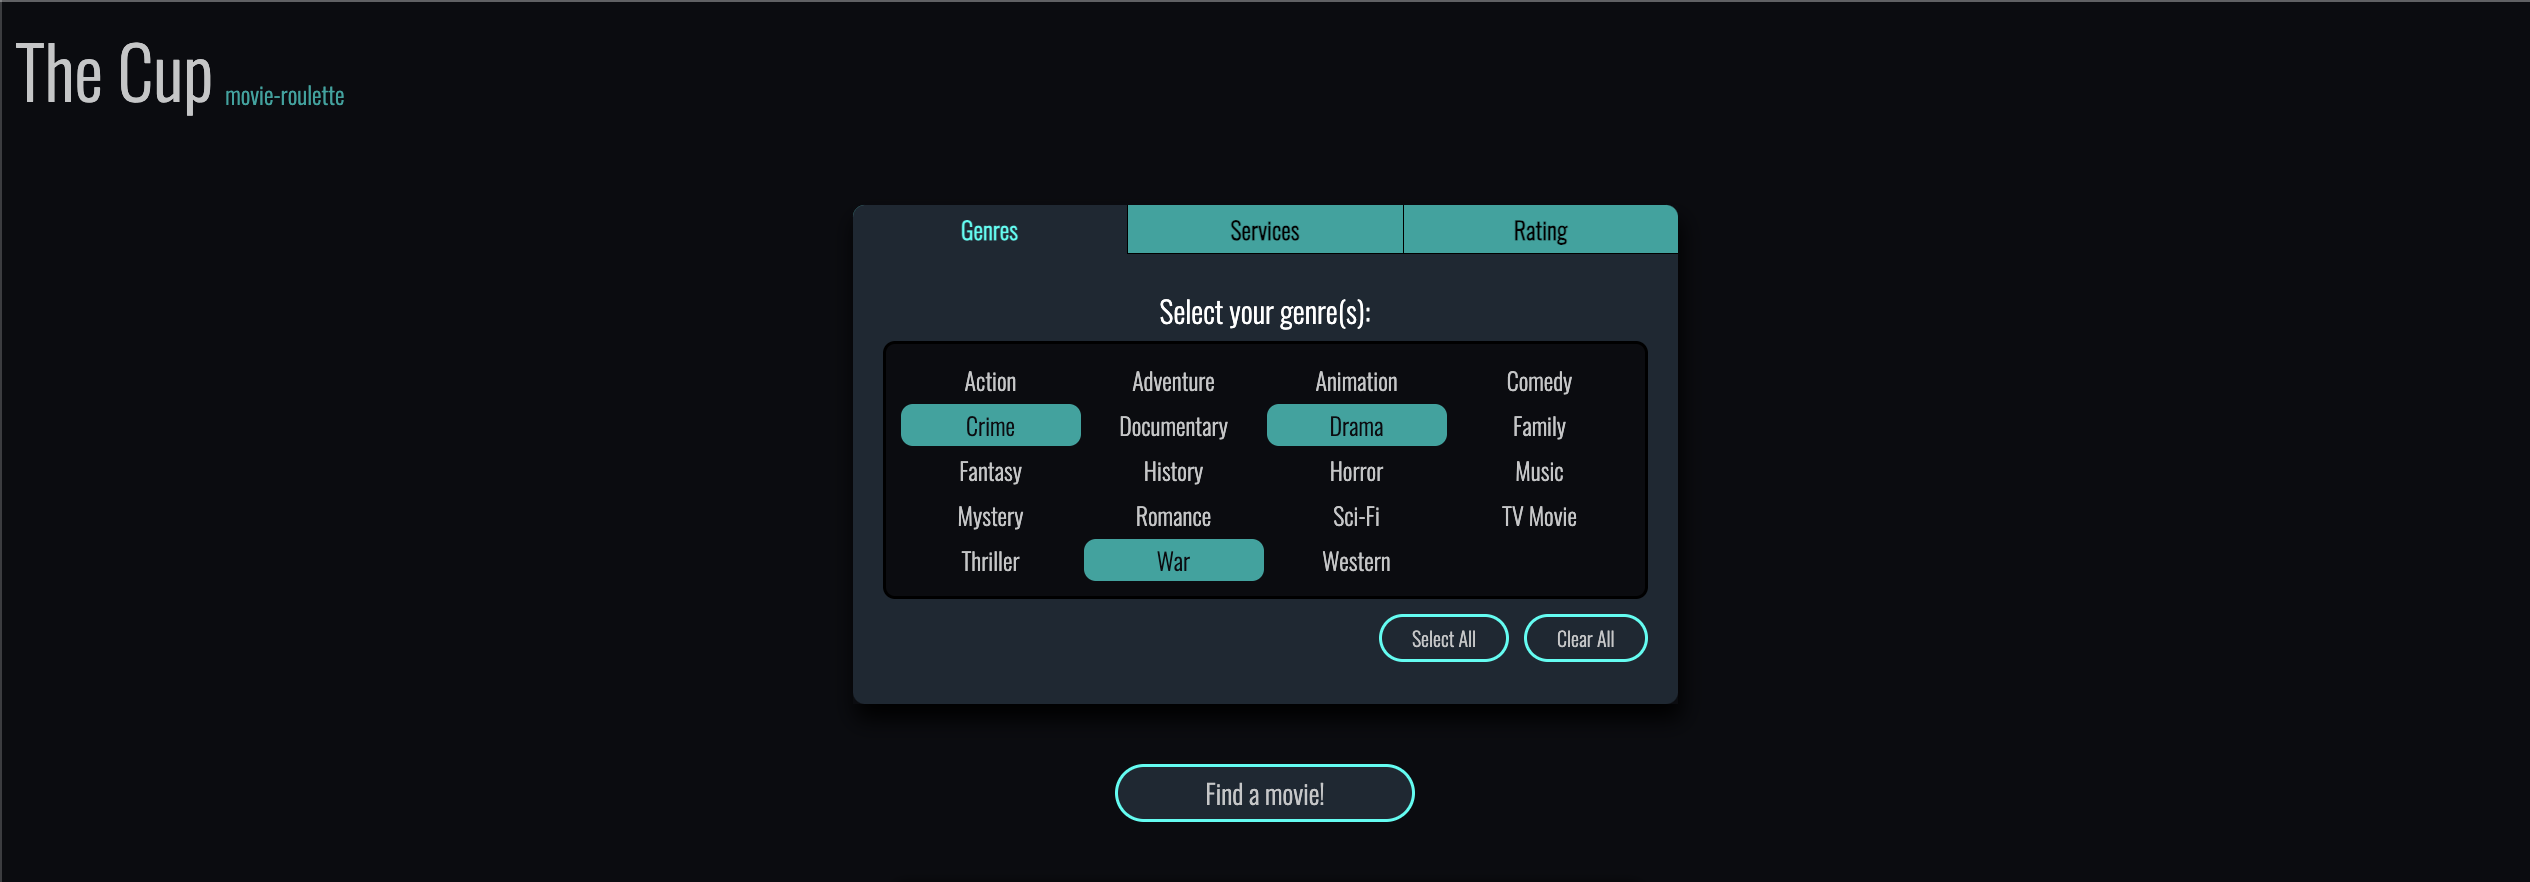 The Cup movie-roulette
Genres Services Rating
Select your genre(s):
Action Adventure Animation Comedy
Crime Documentary Drama Family
Fantasy History Horror Music
Mystery Romance Sci-Fi TV Movie
Thriller War Western
Select All Clear All
Find a movie!